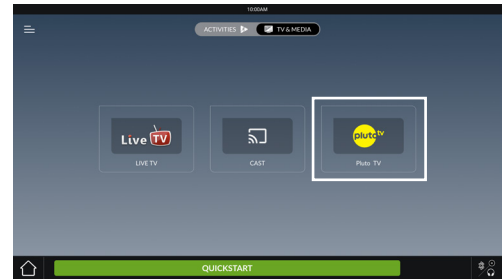 10:00AM
ACTIVITIES TV & MEDIA
Live TV
pluto tv
LIVE TV
CAST
Pluto TV
QUICKSTART